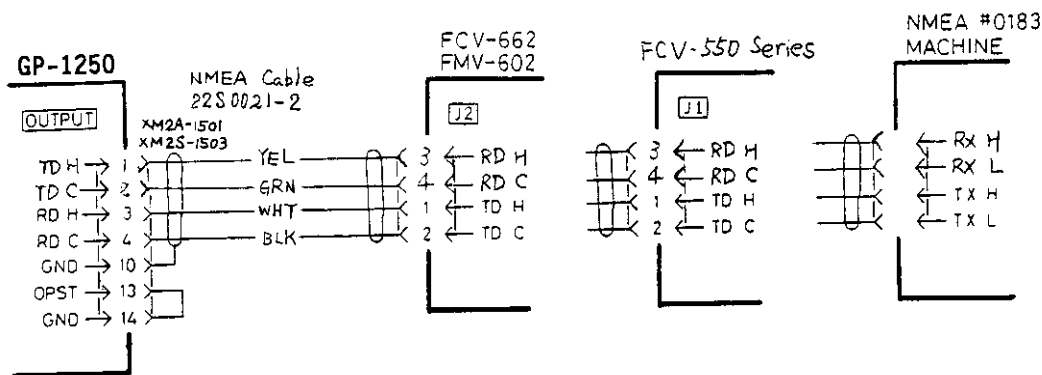 GP-1250
OUTPUT
TD H 1
TD C 2
RD H 3
RD C 4
GND 10
OPST 13
GND 14
NMEA Cable
22S0021-2
XM2A-1501
XM2S-1503
YEL
GRN
WHT
BLK
FCV-662
FMV-602
J2
3 RD H
4 RD C
1 TD H
2 TD C
FCV-550 Series
J1
3 RD H
4 RD C
1 TD H
2 TD C
NMEA #0183
MACHINE
Rx H
RX L
TX H
TX L